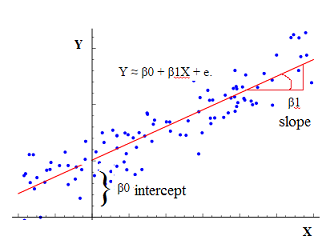 Y
Y ≈ β0 + β1X + e.
β1
slope
β0 intercept
X